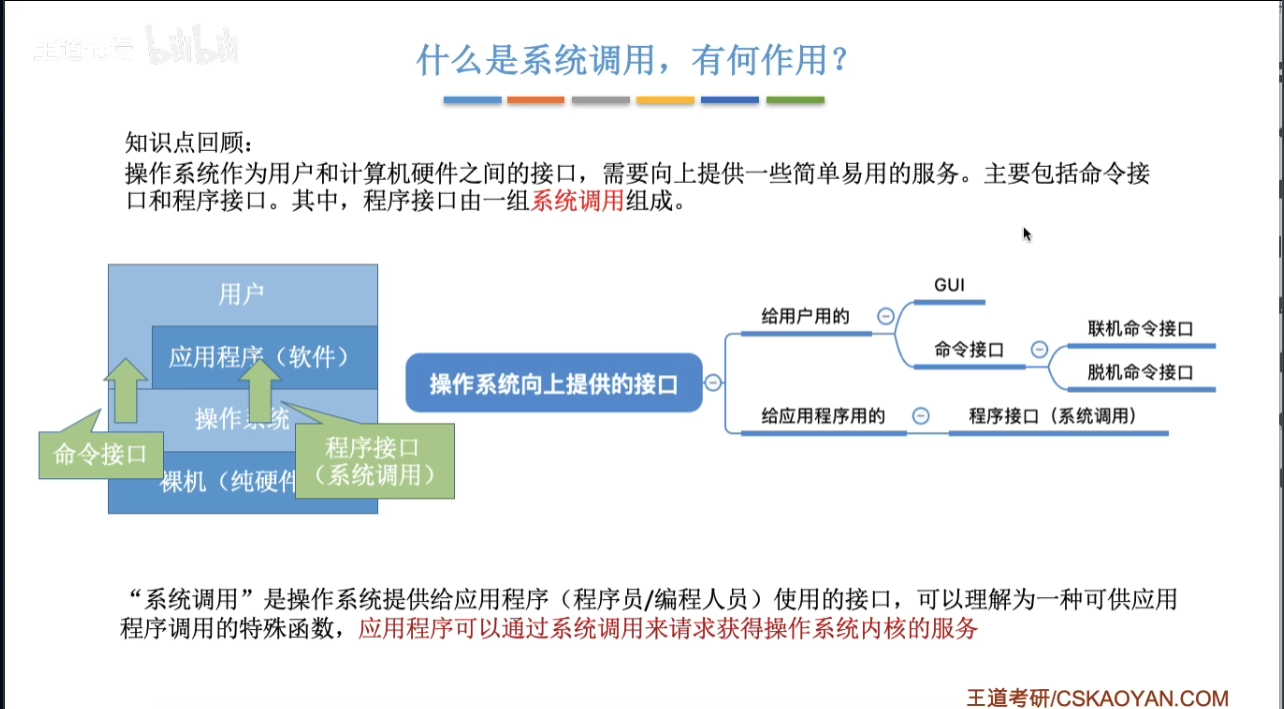 王道论坛 bilibili
什么是系统调用，有何作用？
知识点回顾：
操作系统作为用户和计算机硬件之间的接口，需要向上提供一些简单易用的服务。主要包括命令接
口和程序接口。其中，程序接口由一组系统调用组成。
用户
应用程序（软件）
操作系统
命令接口
程序接口
（系统调用）
裸机（纯硬件
操作系统向上提供的接口
给用户用的
GUI
命令接口
联机命令接口
脱机命令接口
给应用程序用的
程序接口（系统调用）
“系统调用”是操作系统提供给应用程序（程序员/编程人员）使用的接口，可以理解为一种可供应用
程序调用的特殊函数，应用程序可以通过系统调用来请求获得操作系统内核的服务
王道考研/CSKAOYAN.COM